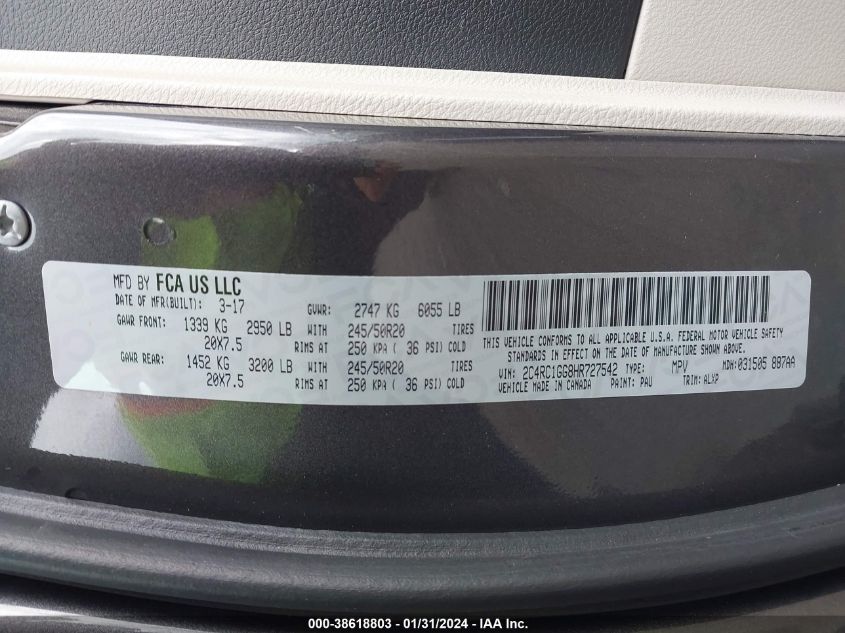 MFD BY FCA US LLC
DATE OF MFR(BUILT): 3-17 GVWR: 2747 KG 6055 LB
GAWR FRONT: 1339 KG 2950 LB WITH 245/50R20 TIRES
20X7.5 RIMS AT 250 KPA ( 36 PSI) COLD
GAWR REAR: 1452 KG 3200 LB WITH 245/50R20 TIRES
20X7.5 RIMS AT 250 KPA ( 36 PSI) COLD
THIS VEHICLE CONFORMS TO ALL APPLICABLE U.S.A. FEDERAL MOTOR VEHICLE SAFETY
STANDARDS IN EFFECT ON THE DATE OF MANUFACTURE SHOWN ABOVE.
VIN: 2C4RC1GG8HR727542 TYPE: MPV MDH: 031505 887AA
VEHICLE MADE IN CANADA PAINT: PAU TRIM: ALXP
000-38618803 - 01/31/2024 - IAA Inc.